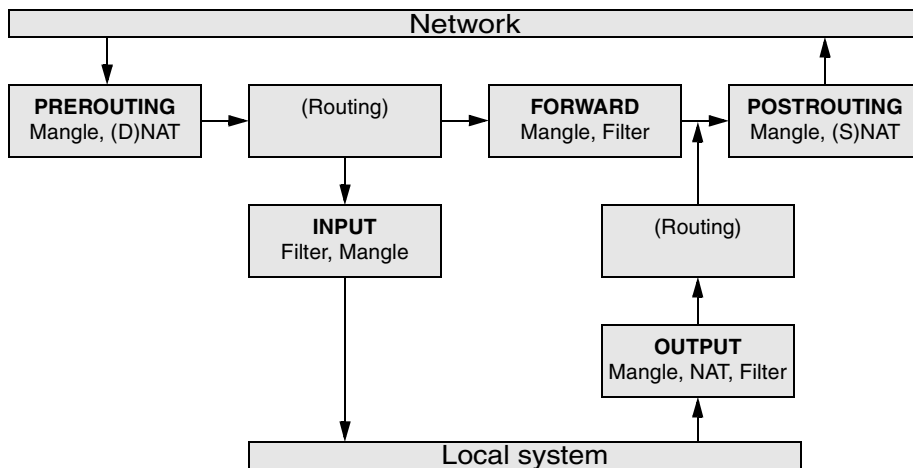 Network
PREROUTING
Mangle, (D)NAT
(Routing)
FORWARD
Mangle, Filter
POSTROUTING
Mangle, (S)NAT
INPUT
Filter, Mangle
(Routing)
OUTPUT
Mangle, NAT, Filter
Local system